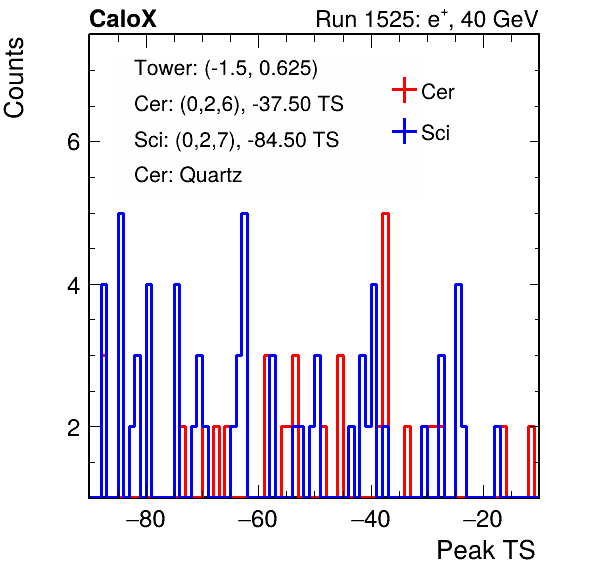 CaloX Run 1525: e+, 40 GeV
Counts
Tower: (-1.5, 0.625)
Cer: (0,2,6), -37.50 TS
Sci: (0,2,7), -84.50 TS
Cer: Quartz
Cer
Sci
6
4
2
−80 −60 −40 −20
Peak TS